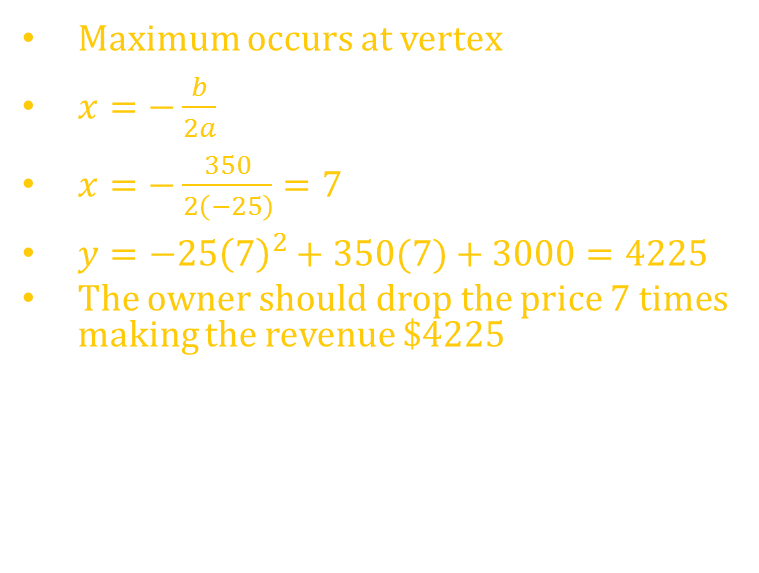 • Maximum occurs at vertex
• x = −b/2a
• x = −350/2(−25) = 7
• y = −25(7)² + 350(7) + 3000 = 4225
• The owner should drop the price 7 times
making the revenue $4225